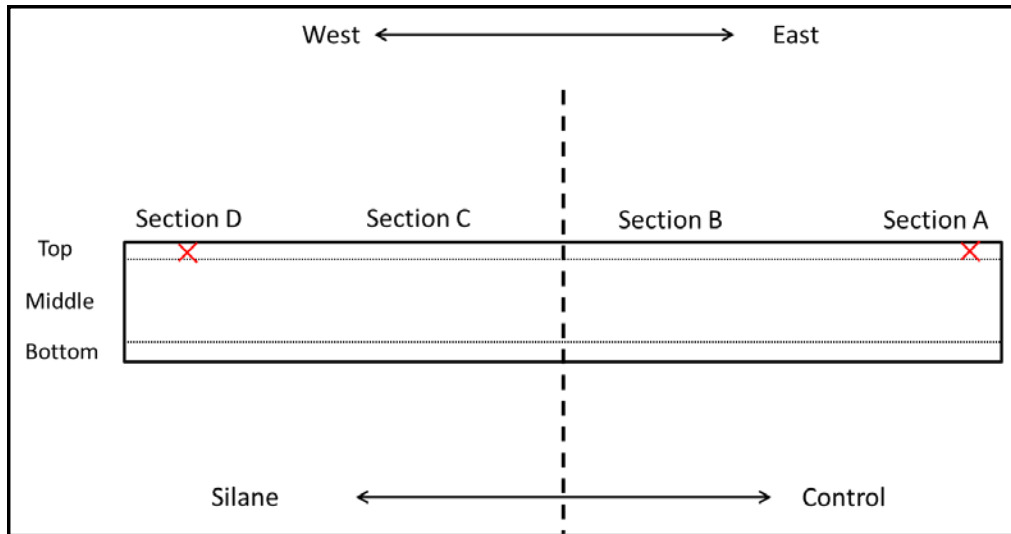 West East
Section D Section C Section B Section A
Top
Middle
Bottom
Silane Control